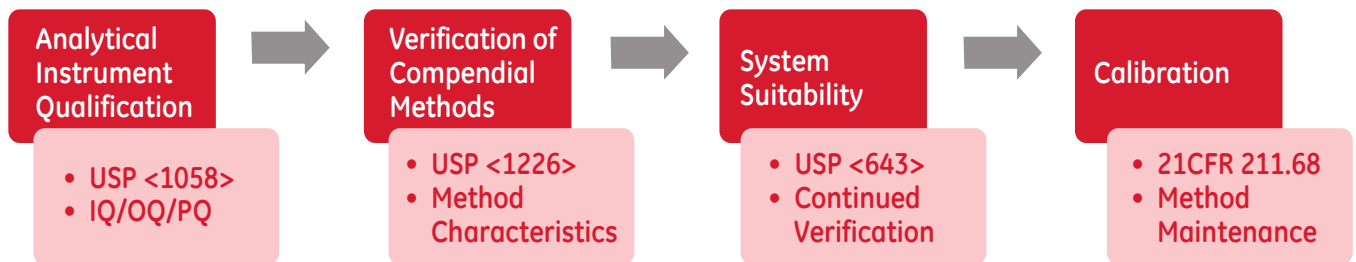 Analytical
Instrument
Qualification
• USP <1058>
• IQ/OQ/PQ
Verification of
Compendial
Methods
• USP <1226>
• Method
Characteristics
System
Suitability
• USP <643>
• Continued
Verification
Calibration
• 21CFR 211.68
• Method
Maintenance